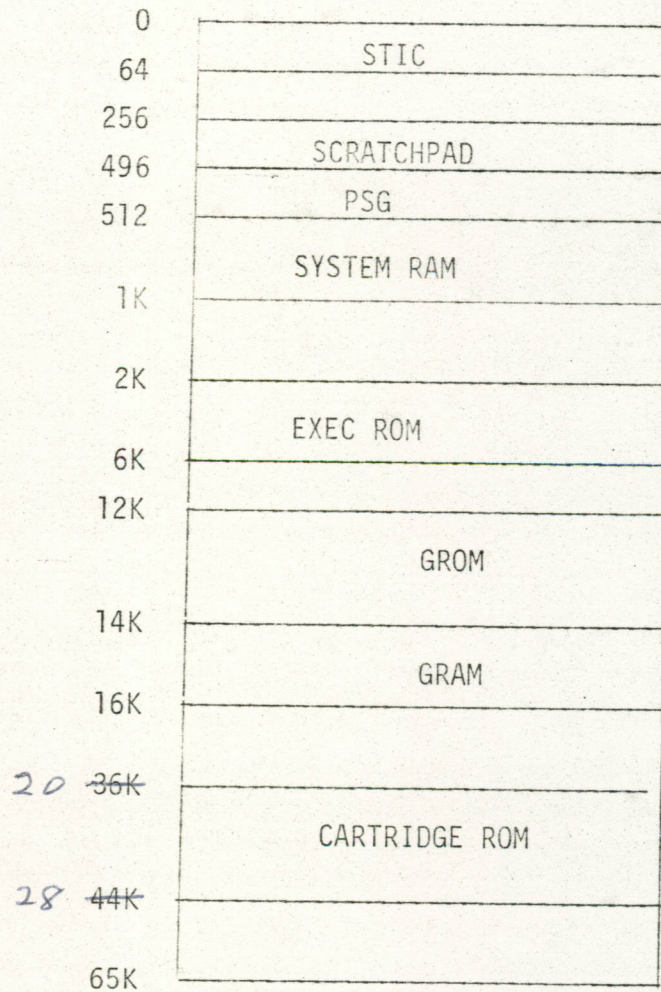 0
STIC
64
256
SCRATCHPAD
496
PSG
512
SYSTEM RAM
1K
2K
EXEC ROM
6K
12K
GROM
14K
GRAM
16K
20 36K
CARTRIDGE ROM
28 44K
65K